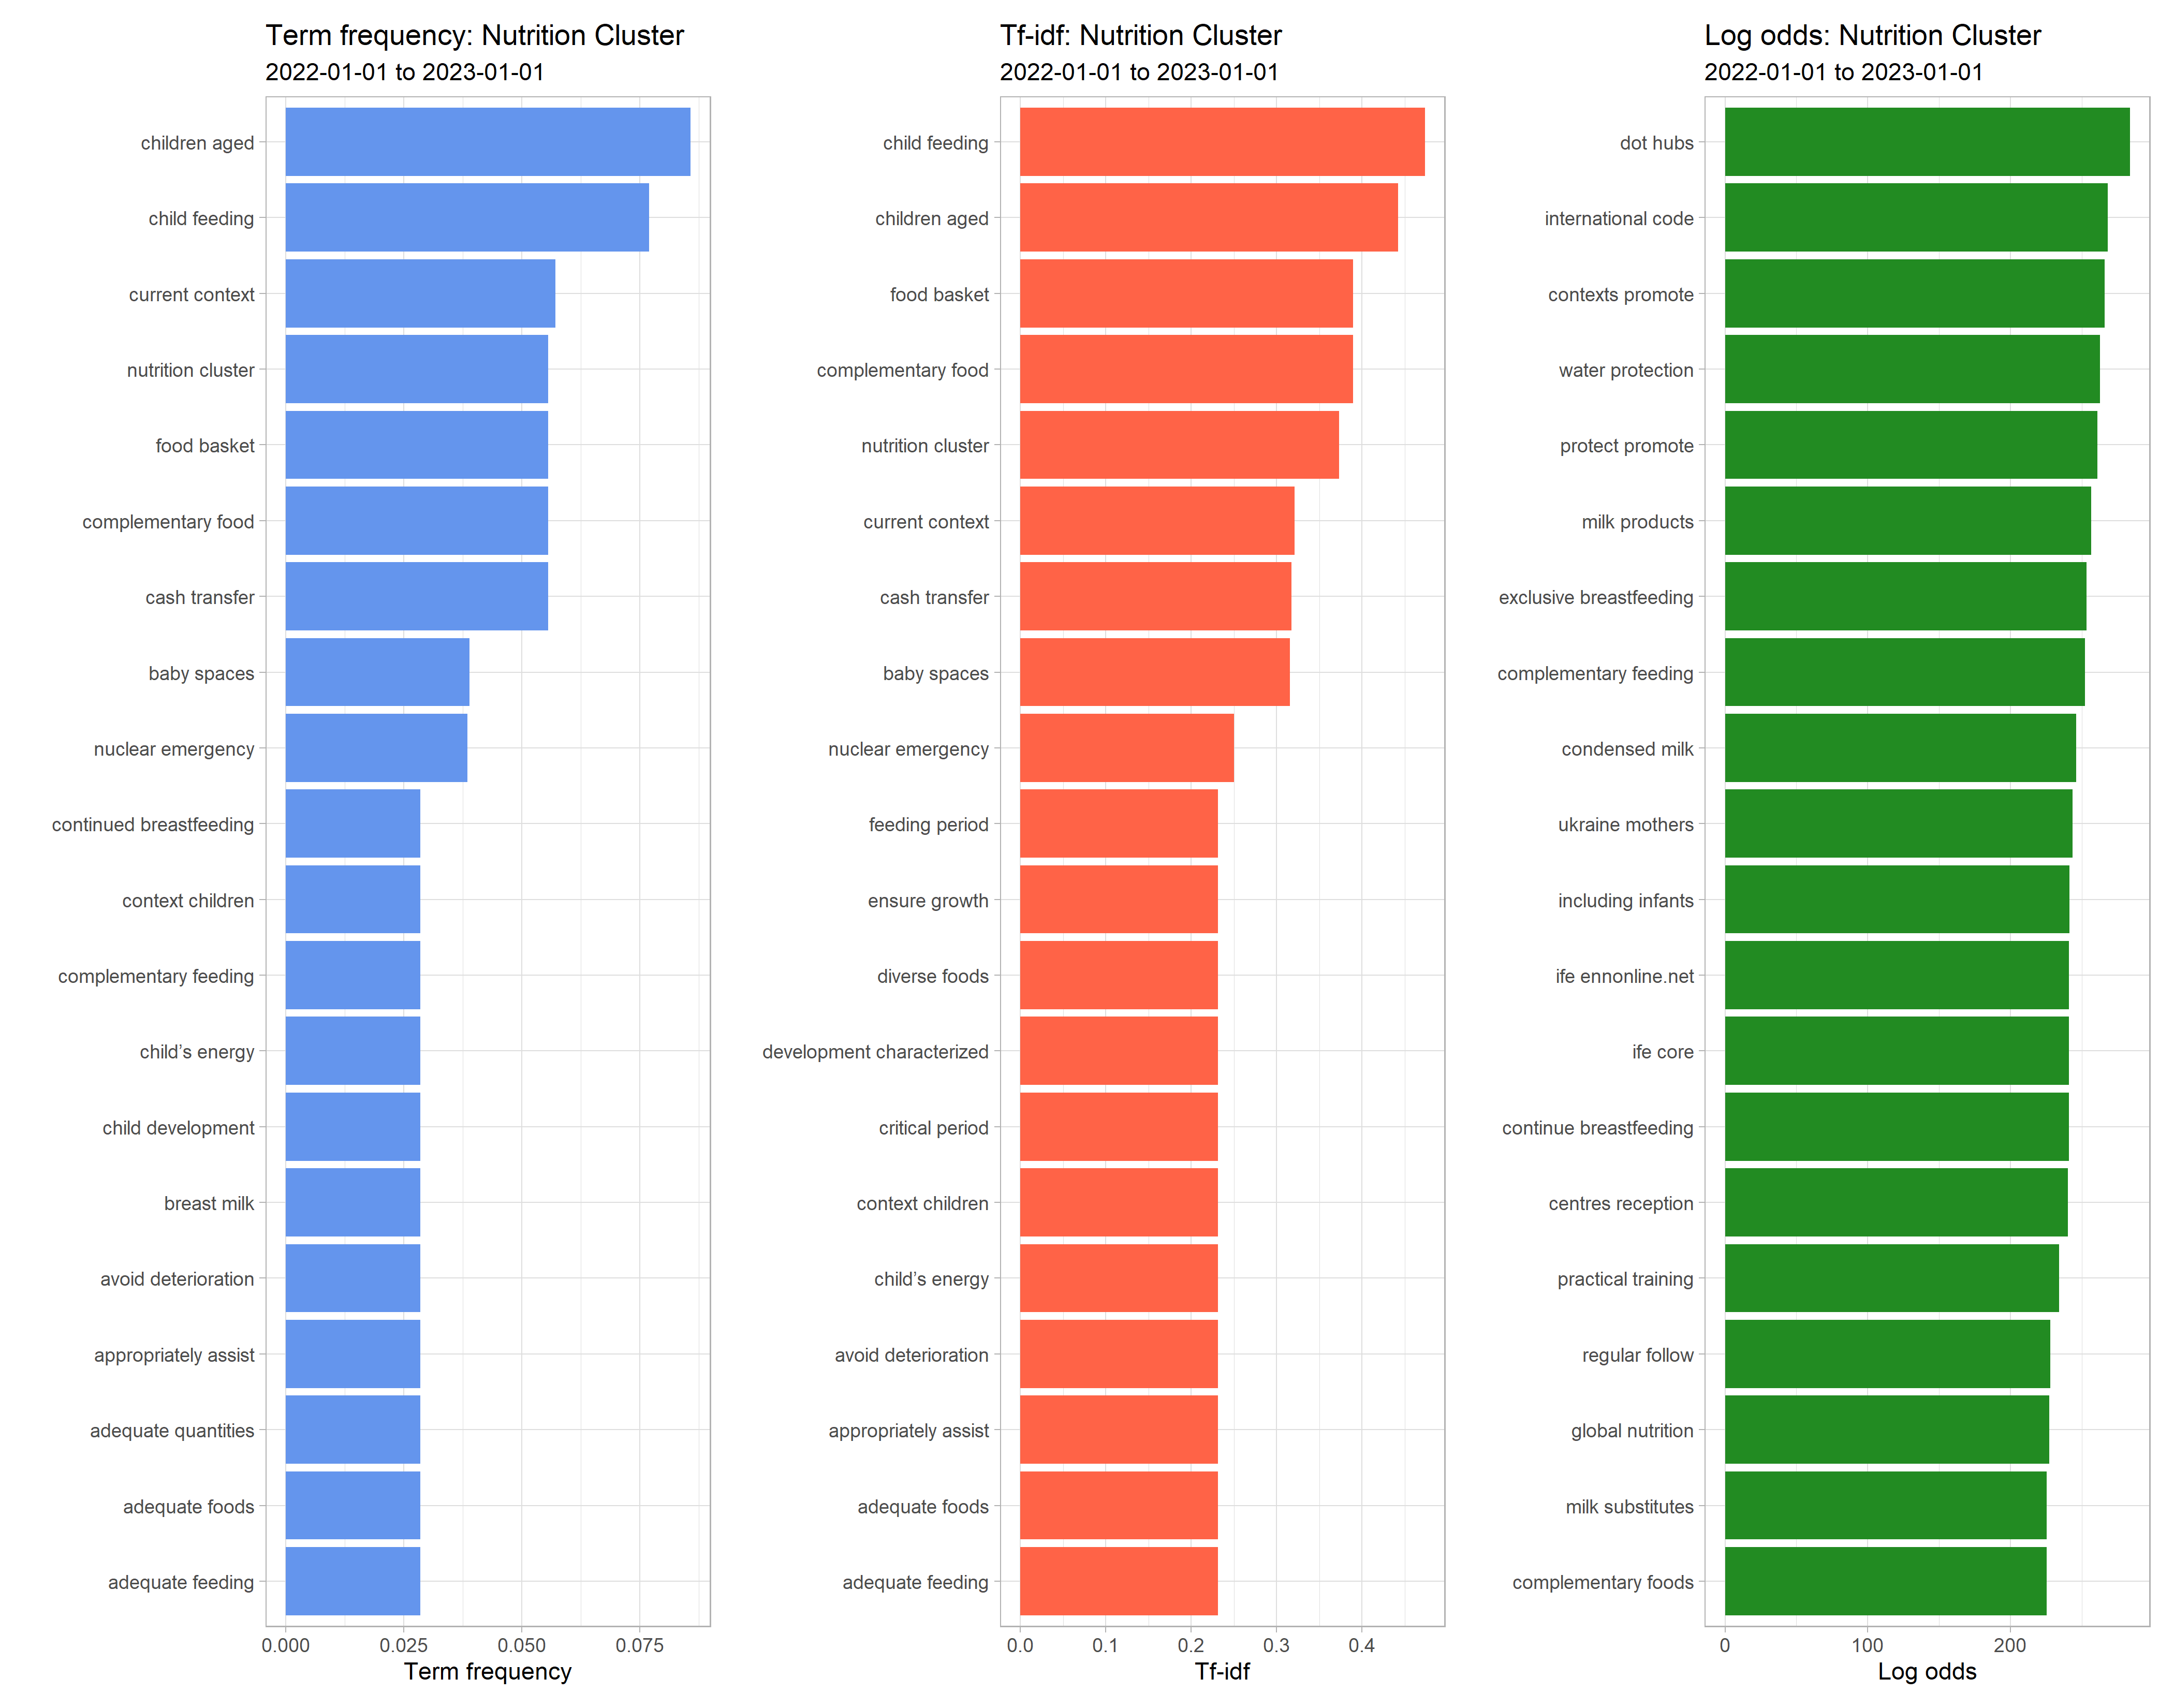 Term frequency: Nutrition Cluster
2022-01-01 to 2023-01-01
children aged
child feeding
current context
nutrition cluster
food basket
complementary food
cash transfer
baby spaces
nuclear emergency
continued breastfeeding
context children
complementary feeding
child’s energy
child development
breast milk
avoid deterioration
appropriately assist
adequate quantities
adequate foods
adequate feeding
0.000 0.025 0.050 0.075
Term frequency
Tf-idf: Nutrition Cluster
2022-01-01 to 2023-01-01
child feeding
children aged
food basket
complementary food
nutrition cluster
current context
cash transfer
baby spaces
nuclear emergency
feeding period
ensure growth
diverse foods
development characterized
critical period
context children
child’s energy
avoid deterioration
appropriately assist
adequate foods
adequate feeding
0.0 0.1 0.2 0.3 0.4
Tf-idf
Log odds: Nutrition Cluster
2022-01-01 to 2023-01-01
dot hubs
international code
contexts promote
water protection
protect promote
milk products
exclusive breastfeeding
complementary feeding
condensed milk
ukraine mothers
including infants
ife ennonline.net
ife core
continue breastfeeding
centres reception
practical training
regular follow
global nutrition
milk substitutes
complementary foods
0 100 200
Log odds